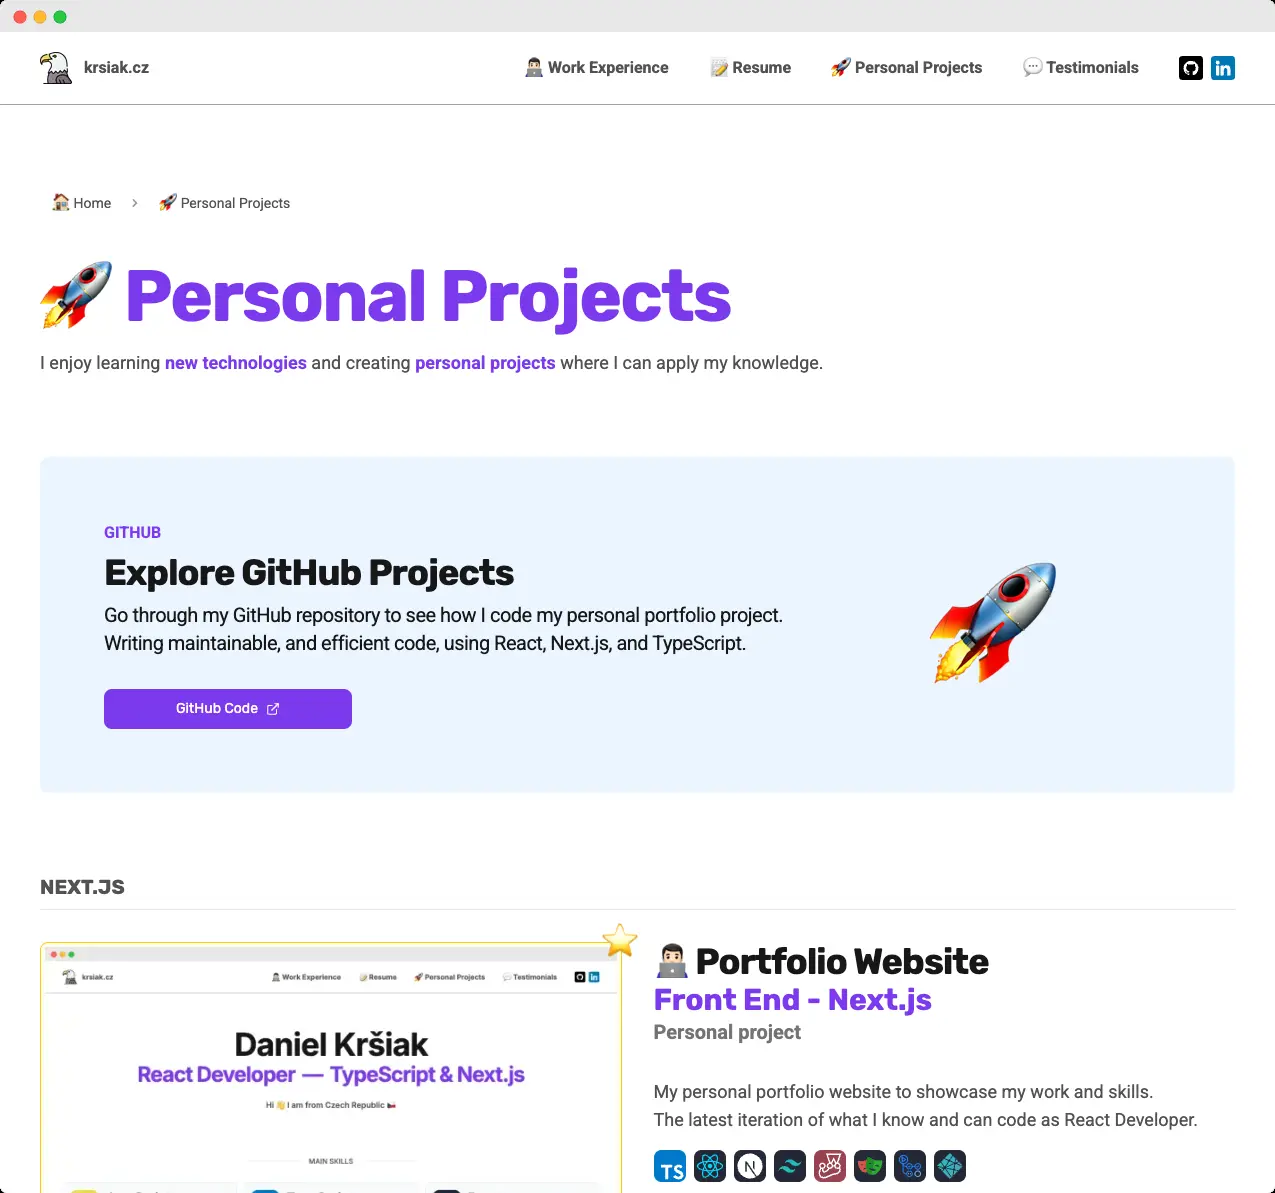 krsiak.cz
Work Experience
Resume
Personal Projects
Testimonials
in
Home
Personal Projects
Personal Projects
I enjoy learning new technologies and creating personal projects where I can apply my knowledge.
GITHUB
Explore GitHub Projects
Go through my GitHub repository to see how I code my personal portfolio project.
Writing maintainable, and efficient code, using React, Next.js, and TypeScript.
GitHub Code
NEXT.JS
krsiak.cz
Work Experience
Resume
Personal Projects
Testimonials
in
Daniel Kršiak
React Developer — TypeScript & Next.js
Hi 👋 I am from Czech Republic 🇨🇿
MAIN SKILLS
Portfolio Website
Front End - Next.js
Personal project
My personal portfolio website to showcase my work and skills.
The latest iteration of what I know and can code as React Developer.
TS
N